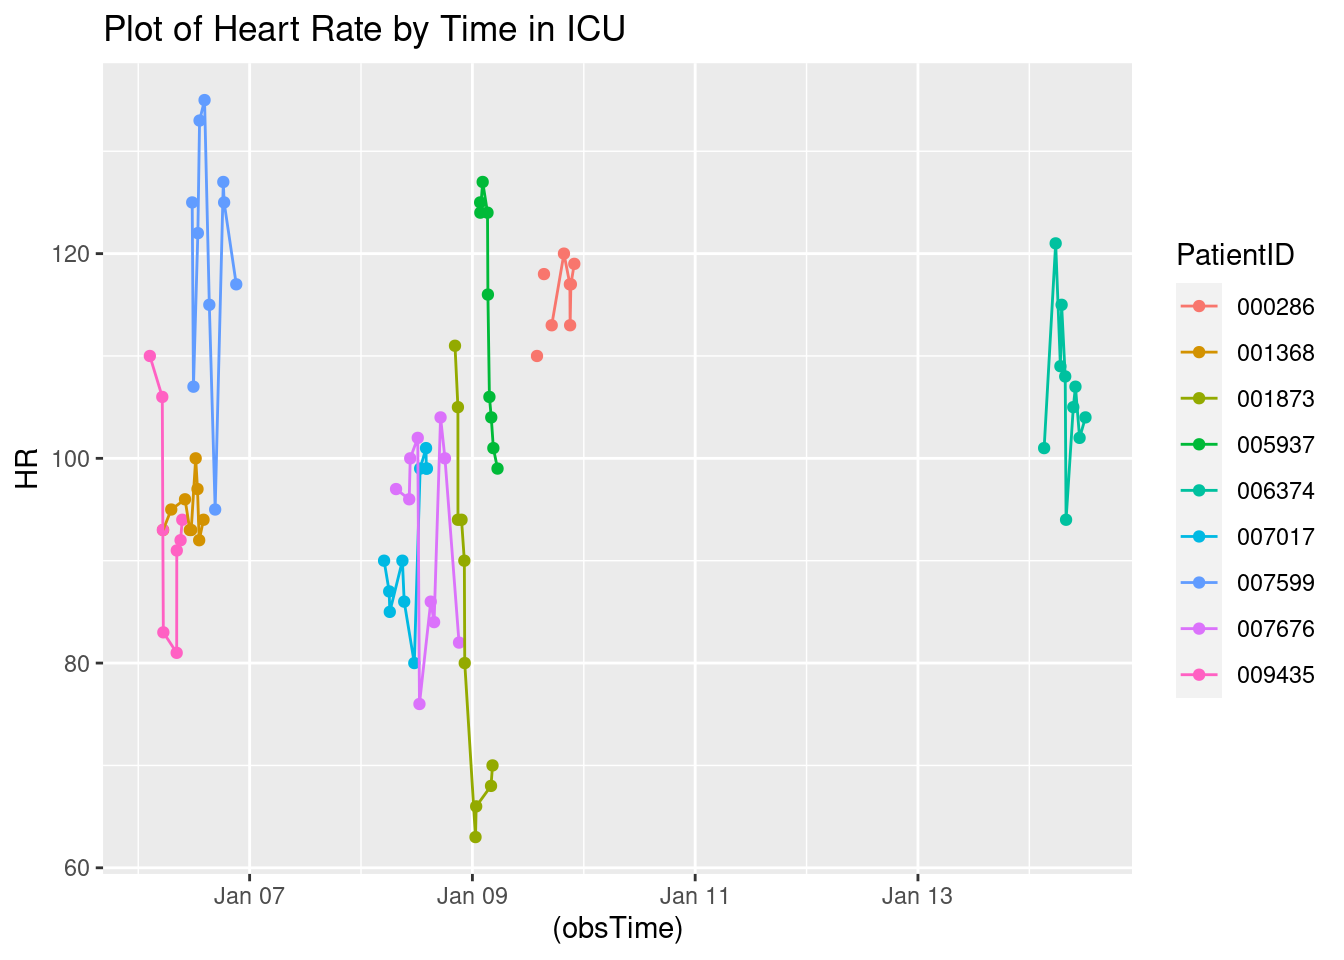 Plot of Heart Rate by Time in ICU
HR
120
100
80
60
Jan 07
Jan 09
Jan 11
Jan 13
(obsTime)
PatientID
000286
001368
001873
005937
006374
007017
007599
007676
009435